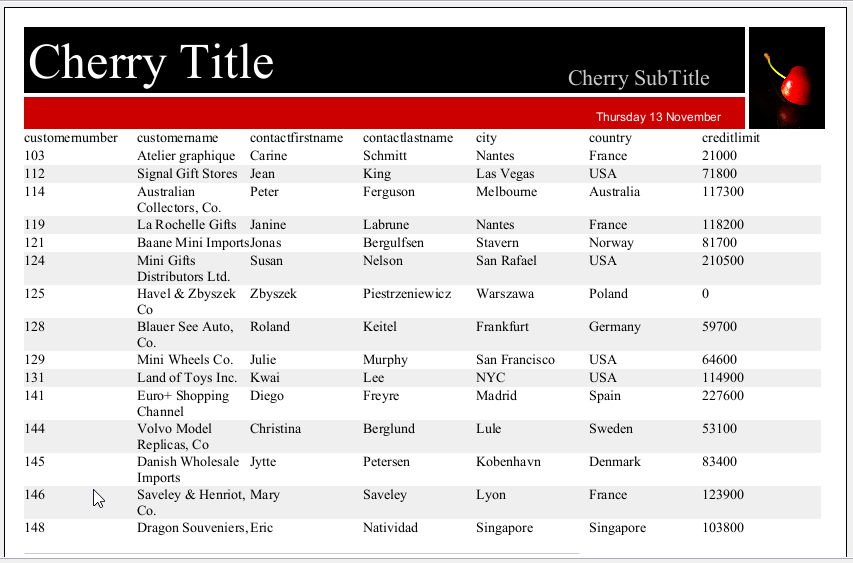 Cherry Title
Cherry SubTitle
Thursday 13 November
customernumber customername contactfirstname contactlastname city country creditlimit
103 Atelier graphique Carine Schmitt Nantes France 21000
112 Signal Gift Stores Jean King Las Vegas USA 71800
114 Australian Peter Ferguson Melbourne Australia 117300
Collectors, Co.
119 La Rochelle Gifts Janine Labrune Nantes France 118200
121 Baane Mini Imports Jonas Bergulfsen Stavern Norway 81700
124 Mini Gifts Susan Nelson San Rafael USA 210500
Distributors Ltd.
125 Havel & Zbyszek Zbyszek Piestrzeniewicz Warszawa Poland 0
Co
128 Blauer See Auto, Roland Keitel Frankfurt Germany 59700
Co.
129 Mini Wheels Co. Julie Murphy San Francisco USA 64600
131 Land of Toys Inc. Kwai Lee NYC USA 114900
141 Euro+ Shopping Diego Freyre Madrid Spain 227600
Channel
144 Volvo Model Christina Berglund Lule Sweden 53100
Replicas, Co
145 Danish Wholesale Jytte Petersen Kobenhavn Denmark 83400
Imports
146 Saveley & Henriot, Mary Saveley Lyon France 123900
Co.
148 Dragon Souveniers, Eric Natividad Singapore Singapore 103800